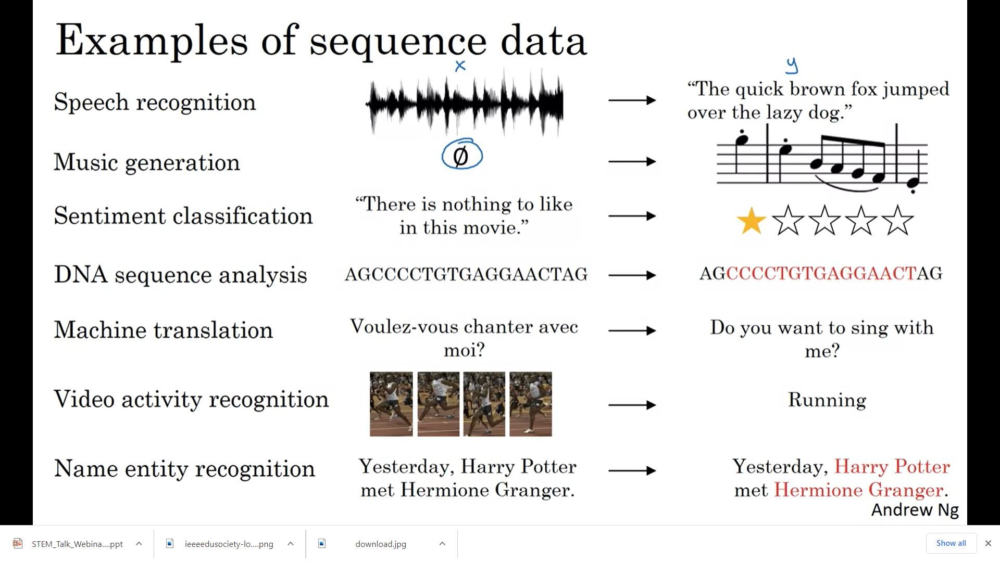 Examples of sequence data
x
y
Speech recognition
“The quick brown fox jumped
over the lazy dog.”
Music generation
Ø
Sentiment classification
“There is nothing to like
in this movie.”
DNA sequence analysis
AGCCCCTGTGAGGAACTAG
AGCCCCTGTGAGGAACTAG
Machine translation
Voulez-vous chanter avec
moi?
Do you want to sing with
me?
Video activity recognition
Running
Name entity recognition
Yesterday, Harry Potter
met Hermione Granger.
Yesterday, Harry Potter
met Hermione Granger.
Andrew Ng
STEM_Talk_Webina....ppt
ieeeedusociety-lo....png
download.jpg
Show all